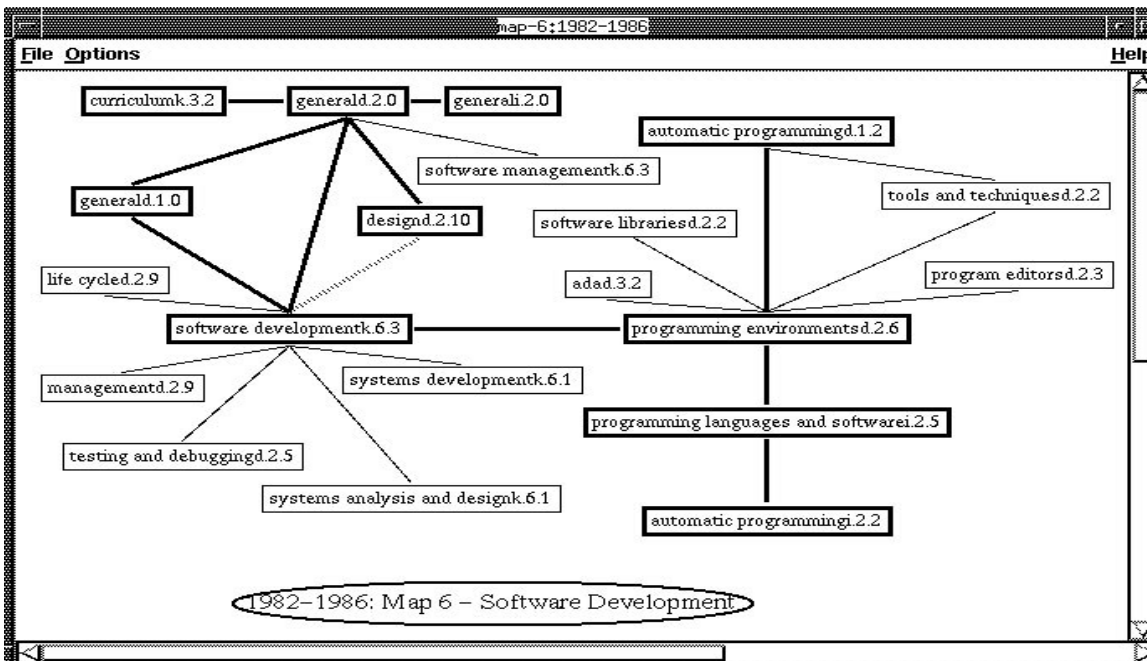 map-6:1982-1986
File Options Help
curriculumk.3.2 generald.2.0 generali.2.0
automatic programmingd.1.2
software managementk.6.3
tools and techniquesd.2.2
generald.1.0
designd.2.10
software librariesd.2.2
life cycled.2.9
adad.3.2
program editorsd.2.3
software developmentk.6.3
programming environmentsd.2.6
managementd.2.9
systems developmentk.6.1
programming languages and softwarei.2.5
testing and debuggingd.2.5
systems analysis and designk.6.1
automatic programmingi.2.2
1982-1986: Map 6 - Software Development